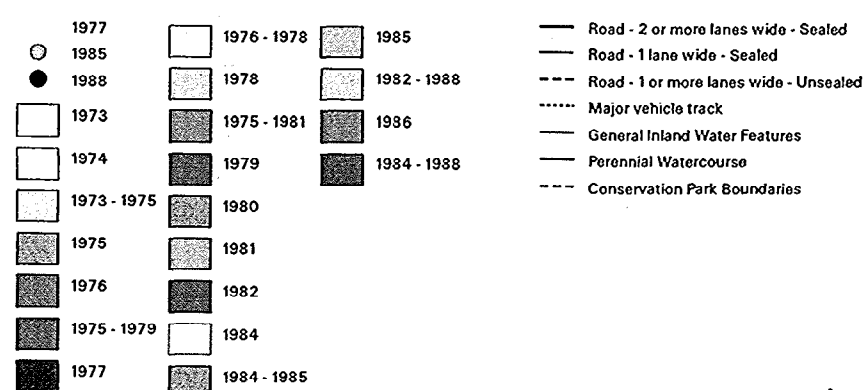 1977
1985
1988
1973
1974
1973 - 1975
1975
1976
1975 - 1979
1977
1976 - 1978
1978
1975 - 1981
1979
1980
1981
1982
1984
1984 - 1985
1985
1982 - 1988
1986
1984 - 1988
Road - 2 or more lanes wide - Sealed
Road - 1 lane wide - Sealed
Road - 1 or more lanes wide - Unsealed
Major vehicle track
General Inland Water Features
Perennial Watercourse
Conservation Park Boundaries